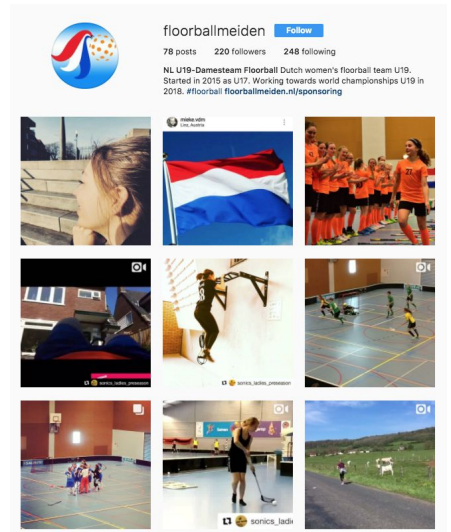 floorballmeiden Follow
78 posts 220 followers 248 following
NL U19-Damesteam Floorball Dutch women's floorball team U19.
Started in 2015 as U17. Working towards world championships U19 in
2018. #floorball floorballmeiden.nl/sponsoring
mieke.vdm
Linz, Austria
27
sonics_ladies_preseason
sonics_ladies_preseason
sonics_ladi